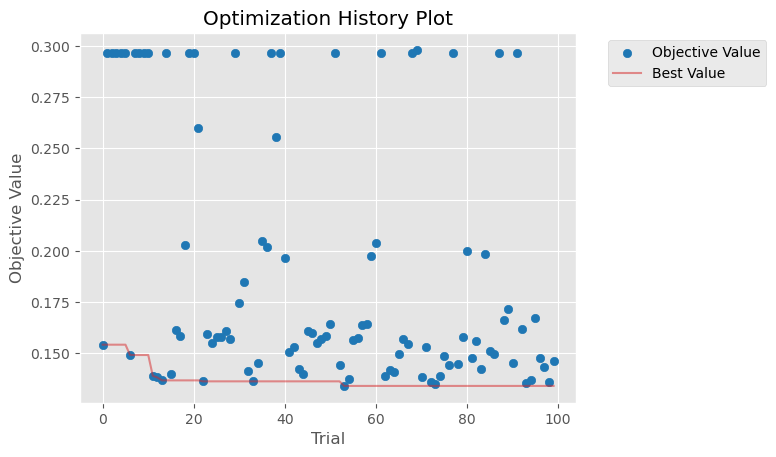 Optimization History Plot
Objective Value
Best Value
0.300
0.275
0.250
0.225
0.200
0.175
0.150
Objective Value
0
20
40
60
80
100
Trial